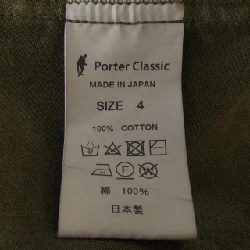 Porter Classic
MADE IN JAPAN
SIZE 4
100% COTTON
綿 100%
日本製